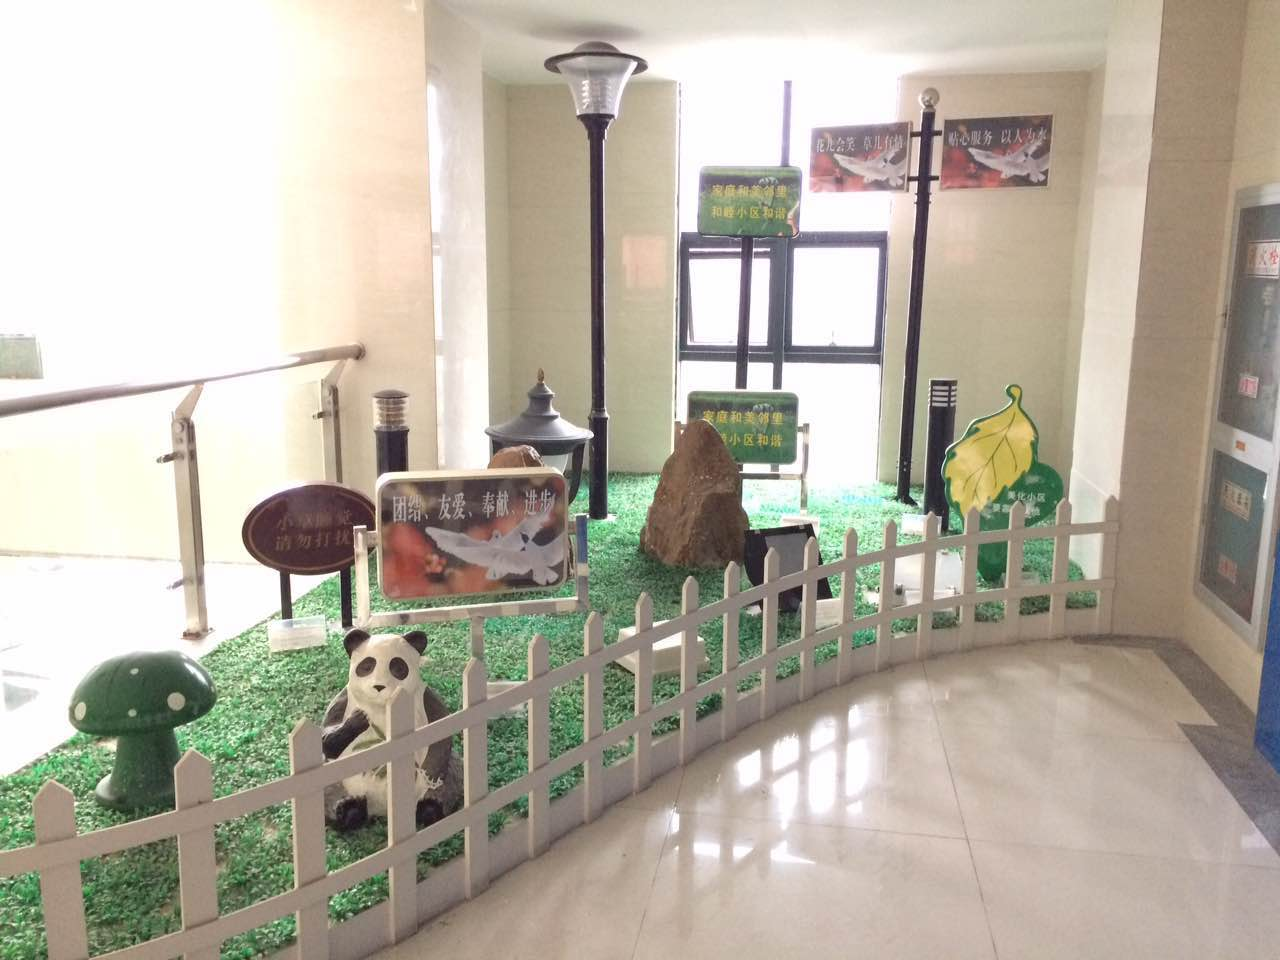 花儿会笑 草儿有情
贴心服务 以人为本
家庭和美邻里
和睦小区和谐
家庭和美邻里
小区和谐
团结、友爱、奉献、进步
小草睡觉
请勿打扰
美化小区
消火栓